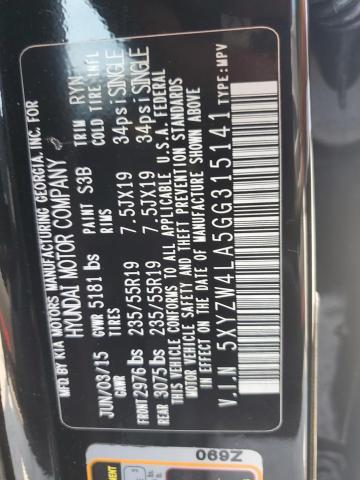 MFD.BY KIA MOTORS MANUFACTURING GEORGIA, INC. FOR
HYUNDAI MOTOR COMPANY
JUN/03/15 GVWR 5181 lbs PAINT S3B TRIM RYN
GAWR TIRES RIMS COLD TIRE INFL
FRONT 2976 lbs 235/55R19 7.5JX19 34psi SINGLE
REAR 3075 lbs 235/55R19 7.5JX19 34psi SINGLE
THIS VEHICLE CONFORMS TO ALL APPLICABLE U.S.A. FEDERAL
MOTOR VEHICLE SAFETY AND THEFT PREVENTION STANDARDS
IN EFFECT ON THE DATE OF MANUFACTURE SHOWN ABOVE.
V.I.N 5XYZW4LA5GG315141 TYPE:MPV
Z690